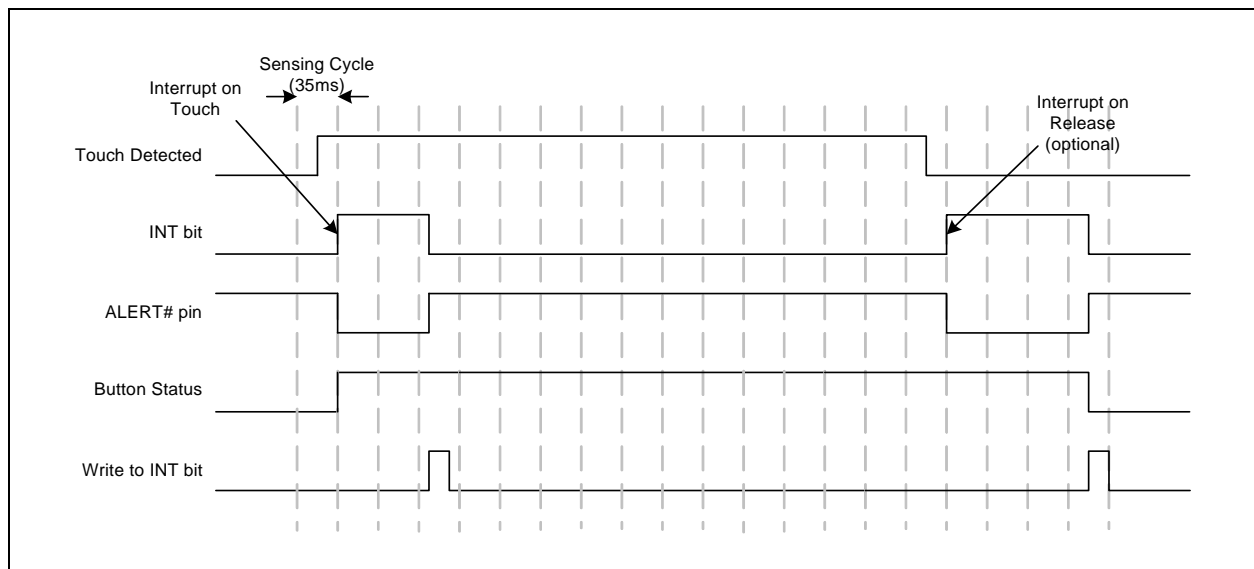 Sensing Cycle
(35ms)
Interrupt on
Touch
Interrupt on
Release
(optional)
Touch Detected
INT bit
ALERT# pin
Button Status
Write to INT bit